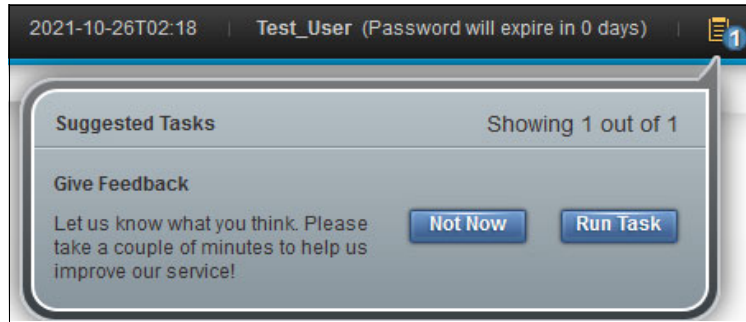 2021-10-26T02:18 | Test_User (Password will expire in 0 days) | 1
Suggested Tasks Showing 1 out of 1
Give Feedback
Let us know what you think. Please
take a couple of minutes to help us
improve our service!
Not Now Run Task